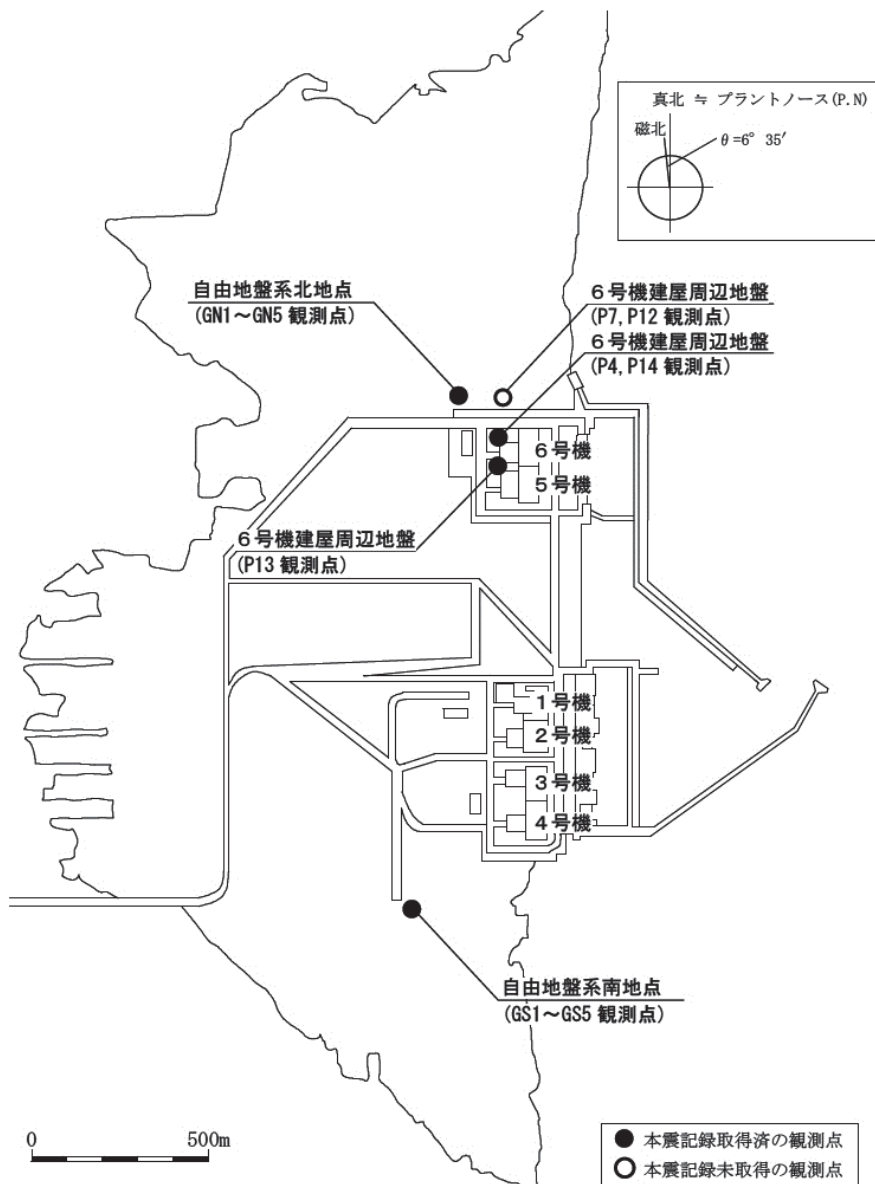 真北 ≒ プラントノース(P.N)
磁北
θ=6° 35′
自由地盤系北地点
(GN1～GN5 観測点)
6号機建屋周辺地盤
(P7, P12 観測点)
6号機建屋周辺地盤
(P4, P14 観測点)
6号機
5号機
6号機建屋周辺地盤
(P13 観測点)
1号機
2号機
3号機
4号機
自由地盤系南地点
(GS1～GS5 観測点)
0 500m
● 本震記録取得済の観測点
○ 本震記録未取得の観測点